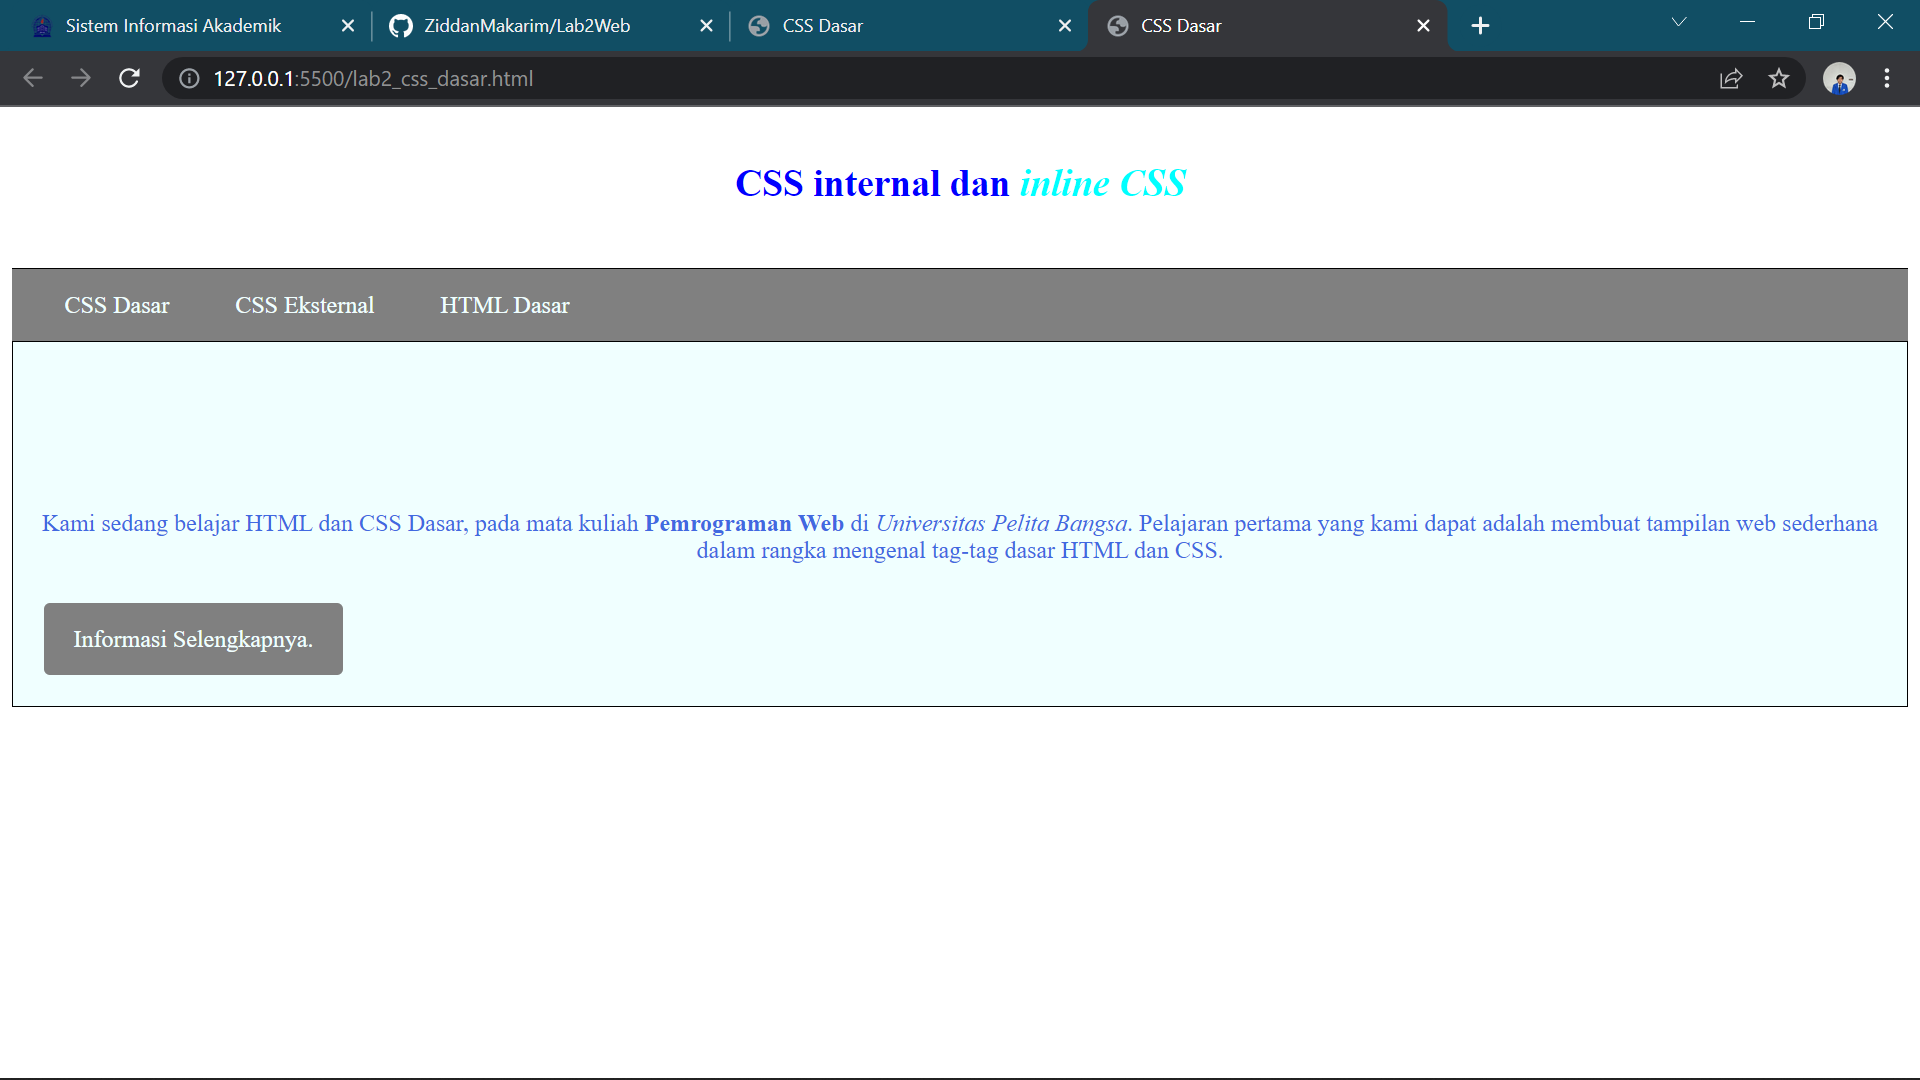 Sistem Informasi Akademik
ZiddanMakarim/Lab2Web
CSS Dasar
CSS Dasar
127.0.0.1:5500/lab2_css_dasar.html
CSS internal dan inline CSS
CSS Dasar
CSS Eksternal
HTML Dasar
Kami sedang belajar HTML dan CSS Dasar, pada mata kuliah Pemrograman Web di Universitas Pelita Bangsa. Pelajaran pertama yang kami dapat adalah membuat tampilan web sederhana
dalam rangka mengenal tag-tag dasar HTML dan CSS.
Informasi Selengkapnya.